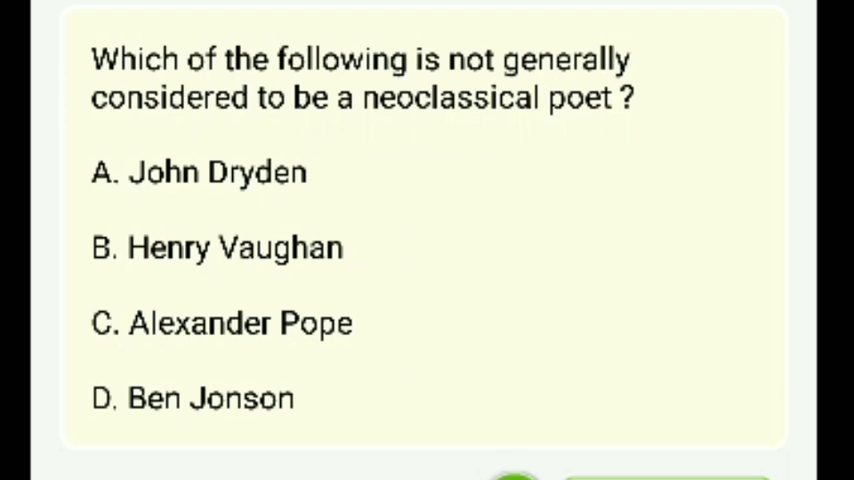 Which of the following is not generally
considered to be a neoclassical poet ?
A. John Dryden
B. Henry Vaughan
C. Alexander Pope
D. Ben Jonson